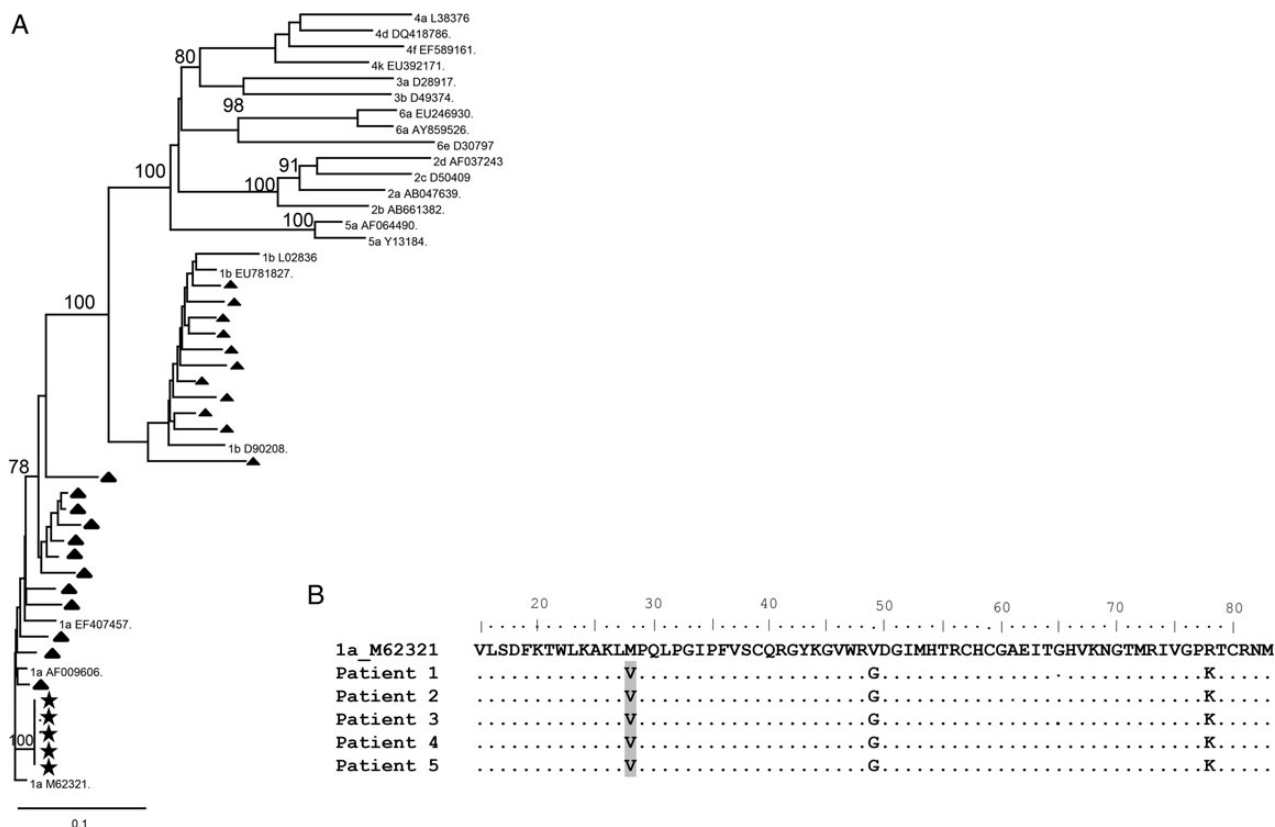 A
4a L38376
4d DQ418786.
4f EF589161.
80
4k EU392171.
3a D28917.
3b D49374.
98
6a EU246930.
6a AY859526.
6e D30797
2d AF037243
91
100
2c D50409
100
2a AB047639.
2b AB661382.
100
5a AF064490.
5a Y13184.
1b L02836
1b EU781827.
100
1b D90208.
78
1a EF407457.
1a AF009606.
100
1a M62321.
0.1
B
20 30 40 50 60 70 80
1a_M62321 VLSDFKTWLKAKLMPQLPGIPFVSCQRGYKGVWRVDGIMHTRCHCGAEITGHVKNGTMRIVGPRTCRNM
Patient 1 .............V....................G............................K.....
Patient 2 .............V....................G............................K.....
Patient 3 .............V....................G............................K.....
Patient 4 .............V....................G............................K.....
Patient 5 .............V....................G............................K.....